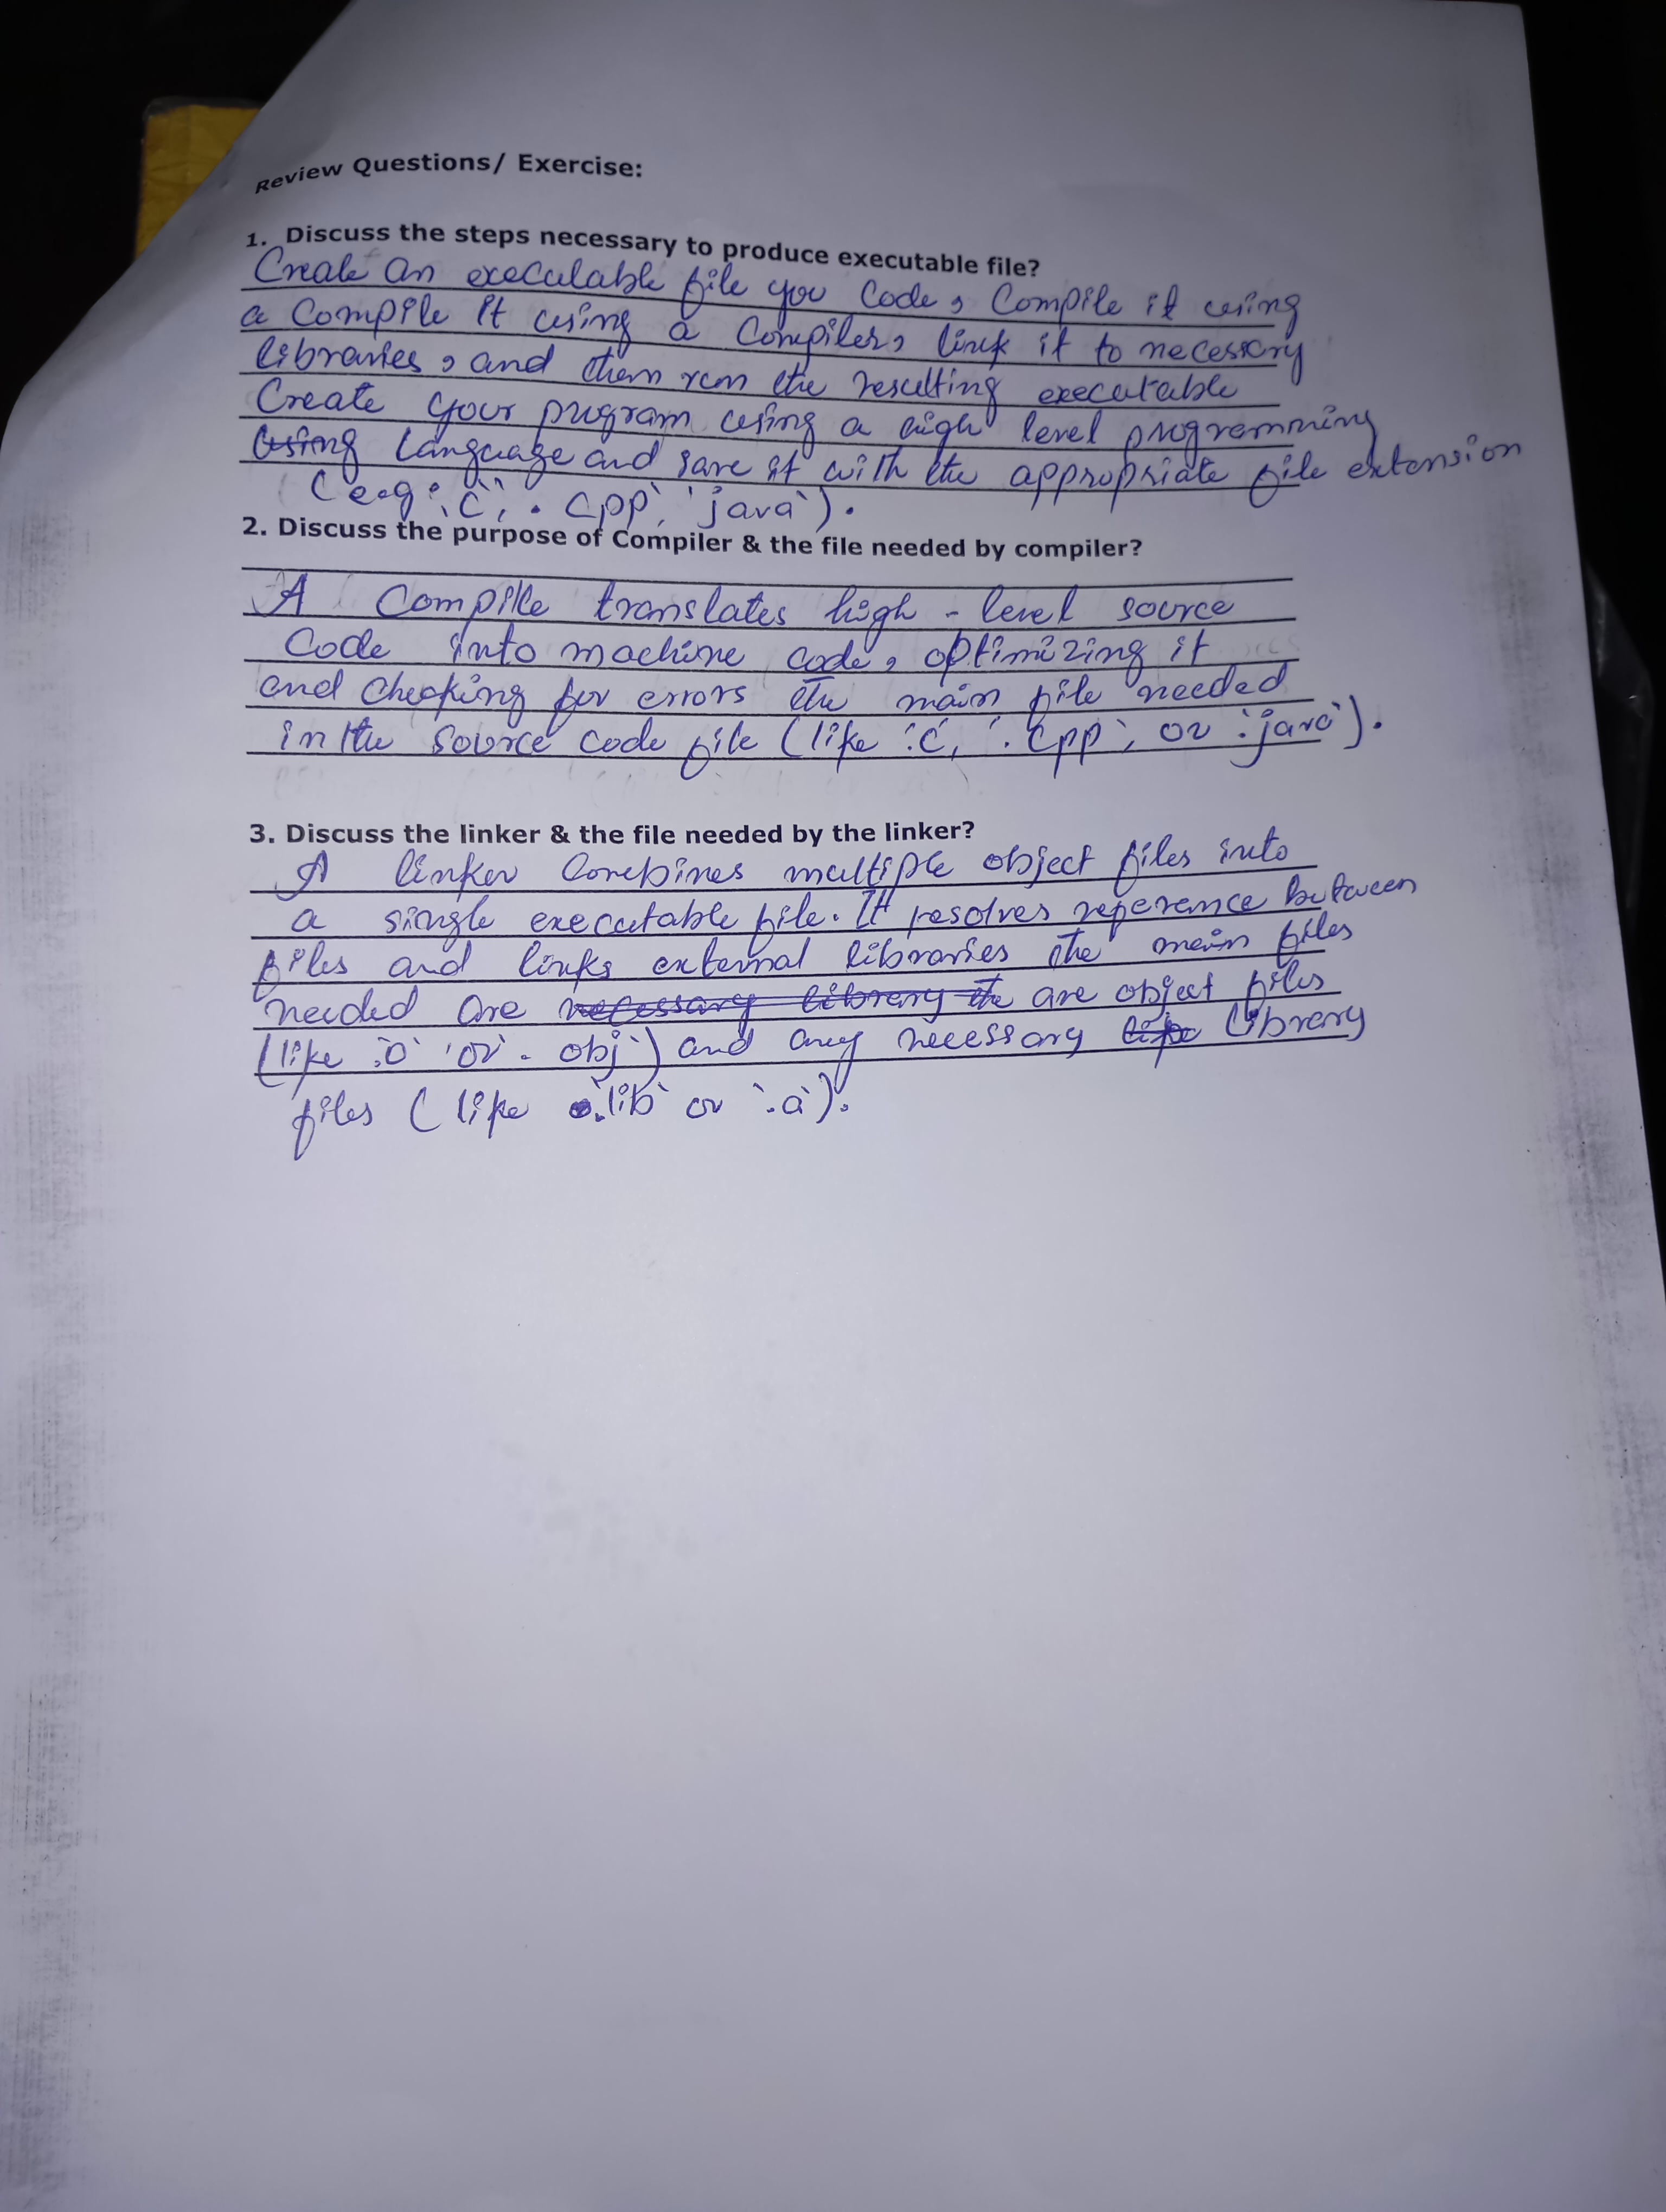 Review Questions/ Exercise:
1. Discuss the steps necessary to produce executable file?
Create an executable file you Code, Compile it using
a Compile it using a Compiler, link it to necessary
libraries, and then run the resulting executable
Create your program using a high level programming
Using Language and save it with the appropriate file extension
(e.g: '.c', '.cpp', 'java').
2. Discuss the purpose of Compiler & the file needed by compiler?
A Compile translates high-level source
Code into machine code, optimizing it
and checking for errors the main file needed
in the source code file (like '.c', '.cpp', or '.java').
3. Discuss the linker & the file needed by the linker?
A linker Combines multiple object files into
a single executable file. It resolves reference between
files and links external libraries the main files
needed are necessary library the are object files
(like '.o' 'or' .obj') and any necessary Library
files (like '.lib' or '.a').